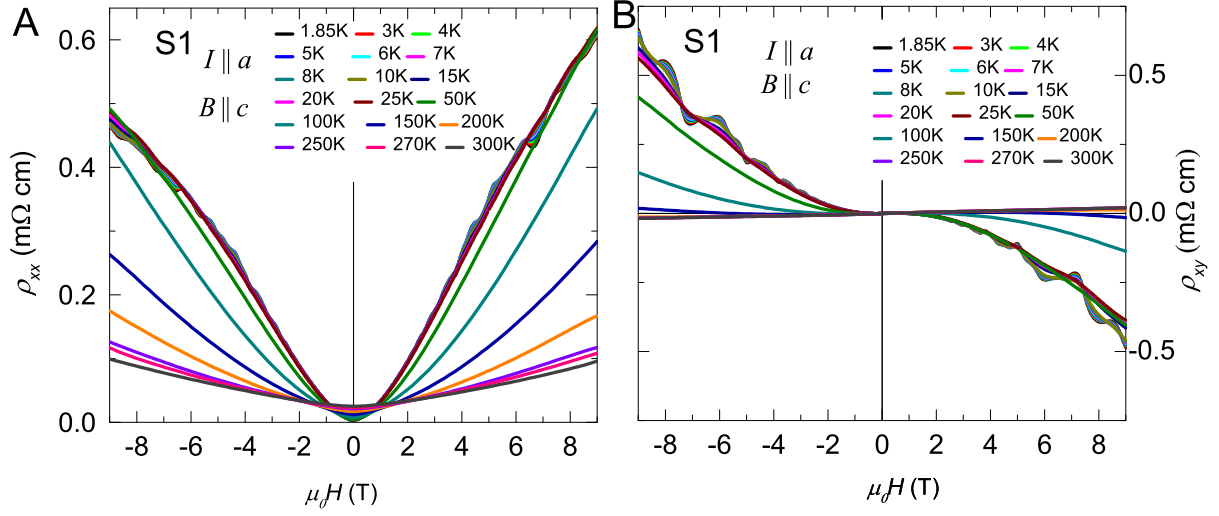 A
S1
I || a
B || c
1.85K 3K 4K
5K 6K 7K
8K 10K 15K
20K 25K 50K
100K 150K 200K
250K 270K 300K
0.6
0.4
0.2
0.0
ρxx (mΩ cm)
-8 -6 -4 -2 0 2 4 6 8
μ0H (T)
B
S1
I || a
B || c
1.85K 3K 4K
5K 6K 7K
8K 10K 15K
20K 25K 50K
100K 150K 200K
250K 270K 300K
0.5
0.0
-0.5
ρxy (mΩ cm)
-8 -6 -4 -2 0 2 4 6 8
μ0H (T)